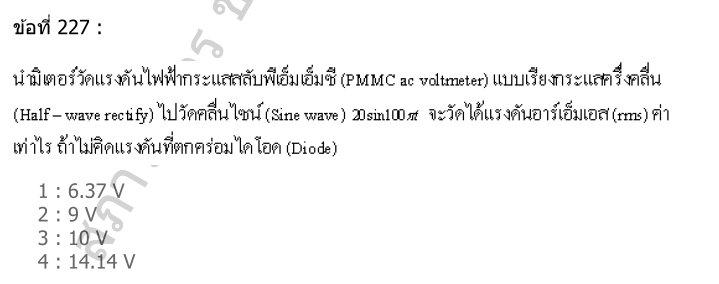 ข้อที่ 227 :
นำมิเตอร์วัดแรงดันไฟฟ้ากระแสสลับพีเอ็มเอ็มซี (PMMC ac voltmeter) แบบเรียงกระแสครึ่งคลื่น
(Half – wave rectify) ไปวัดคลื่นไซน์ (Sine wave) 20sin100πt จะวัดได้แรงดันอาร์เอ็มเอส (rms) ค่า
เท่าไร ถ้าไม่คิดแรงดันที่ตกคร่อมไดโอด (Diode)
1 : 6.37 V
2 : 9 V
3 : 10 V
4 : 14.14 V